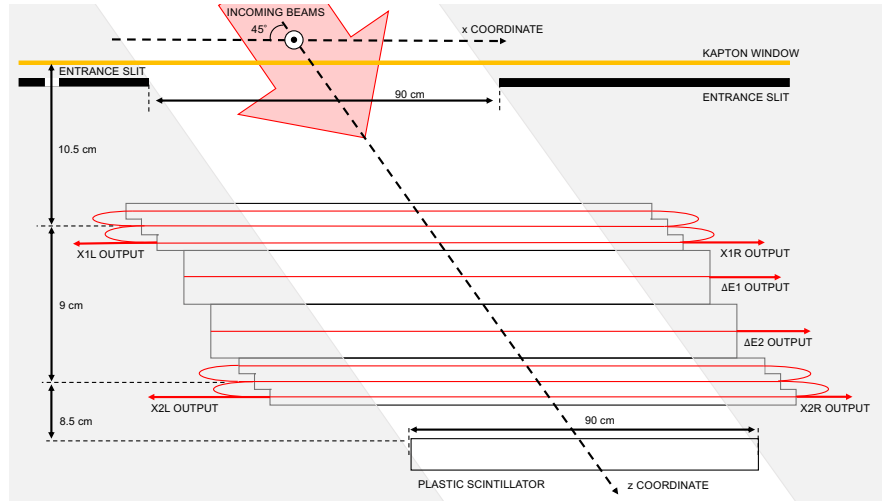 INCOMING BEAMS
45°
x COORDINATE
KAPTON WINDOW
ENTRANCE SLIT
90 cm
ENTRANCE SLIT
10.5 cm
X1L OUTPUT
X1R OUTPUT
ΔE1 OUTPUT
9 cm
ΔE2 OUTPUT
X2L OUTPUT
X2R OUTPUT
8.5 cm
90 cm
PLASTIC SCINTILLATOR
z COORDINATE